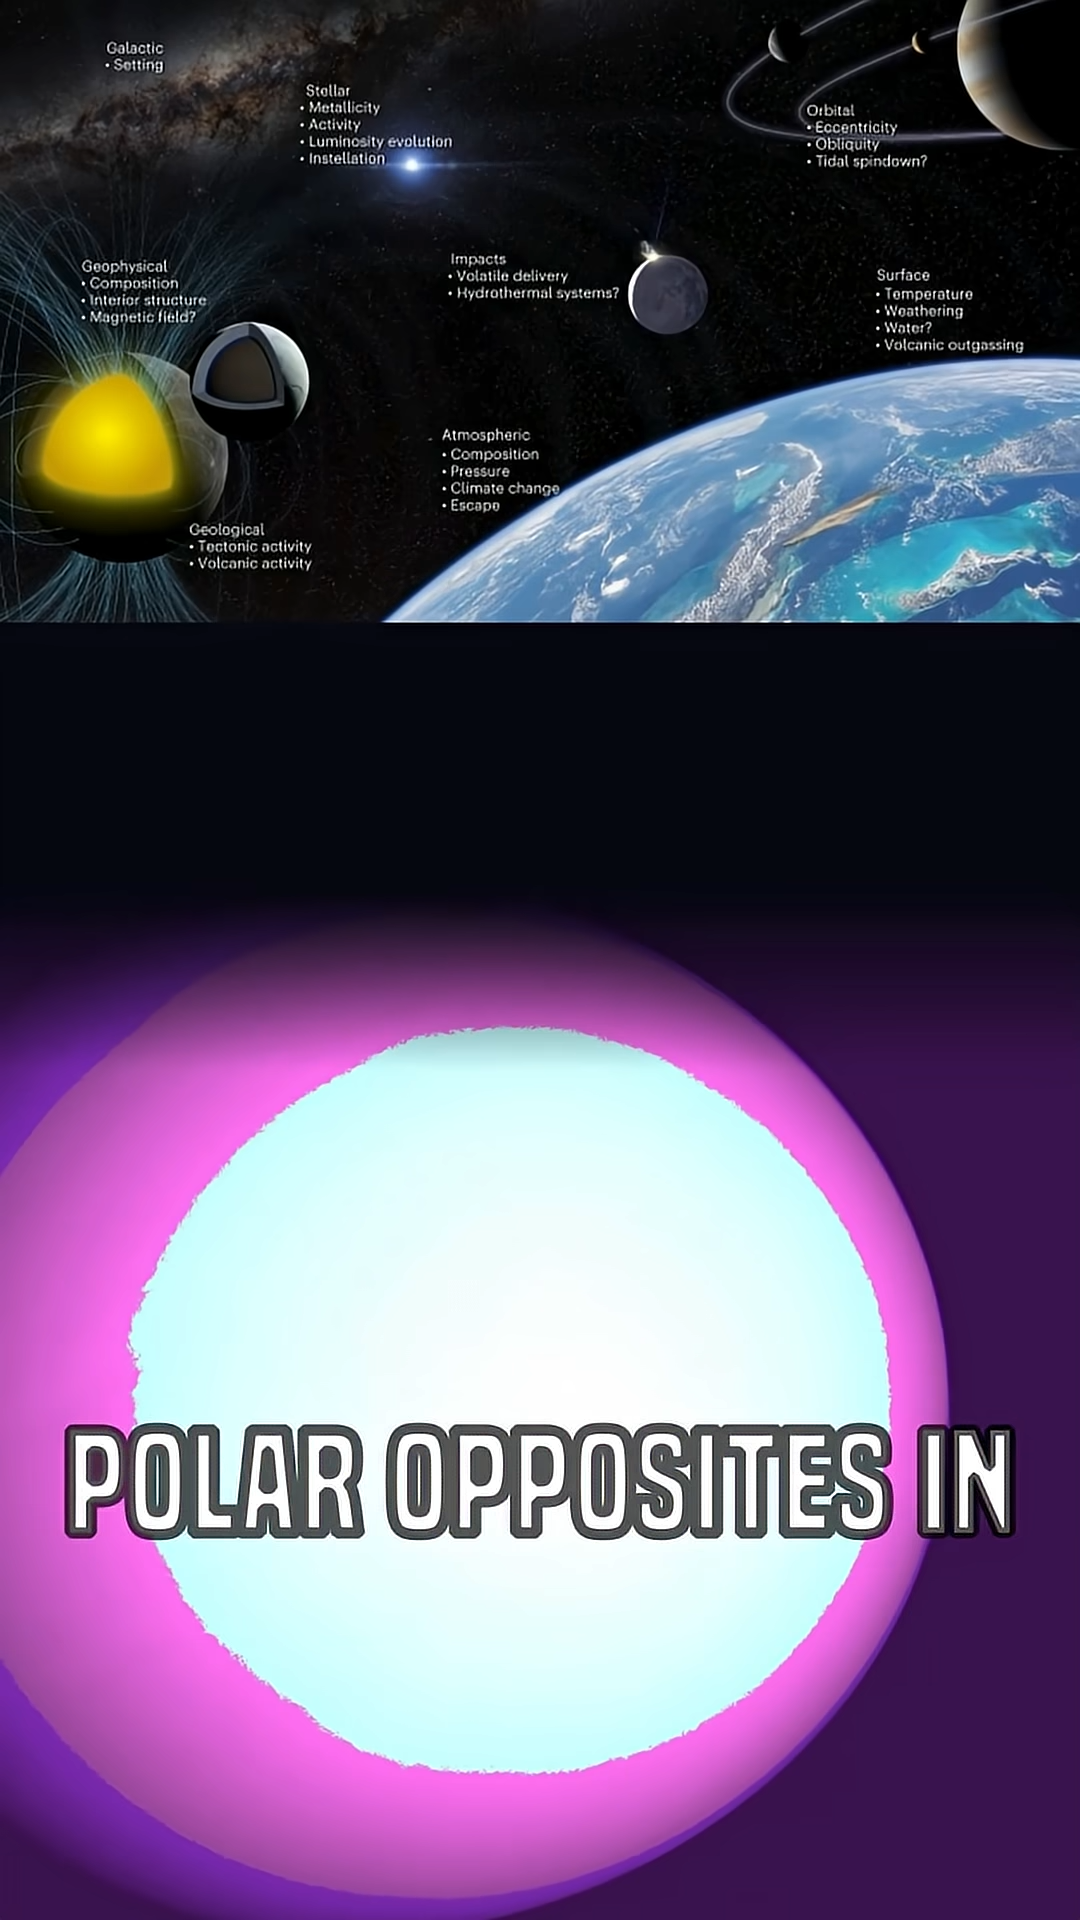 Galactic
• Setting
Stellar
• Metallicity
• Activity
• Luminosity evolution
• Instellation
Orbital
• Eccentricity
• Obliquity
• Tidal spindown?
Geophysical
• Composition
• Interior structure
• Magnetic field?
Impacts
• Volatile delivery
• Hydrothermal systems?
Surface
• Temperature
• Weathering
• Water?
• Volcanic outgassing
Atmospheric
• Composition
• Pressure
• Climate change
• Escape
Geological
• Tectonic activity
• Volcanic activity
POLAR OPPOSITES IN